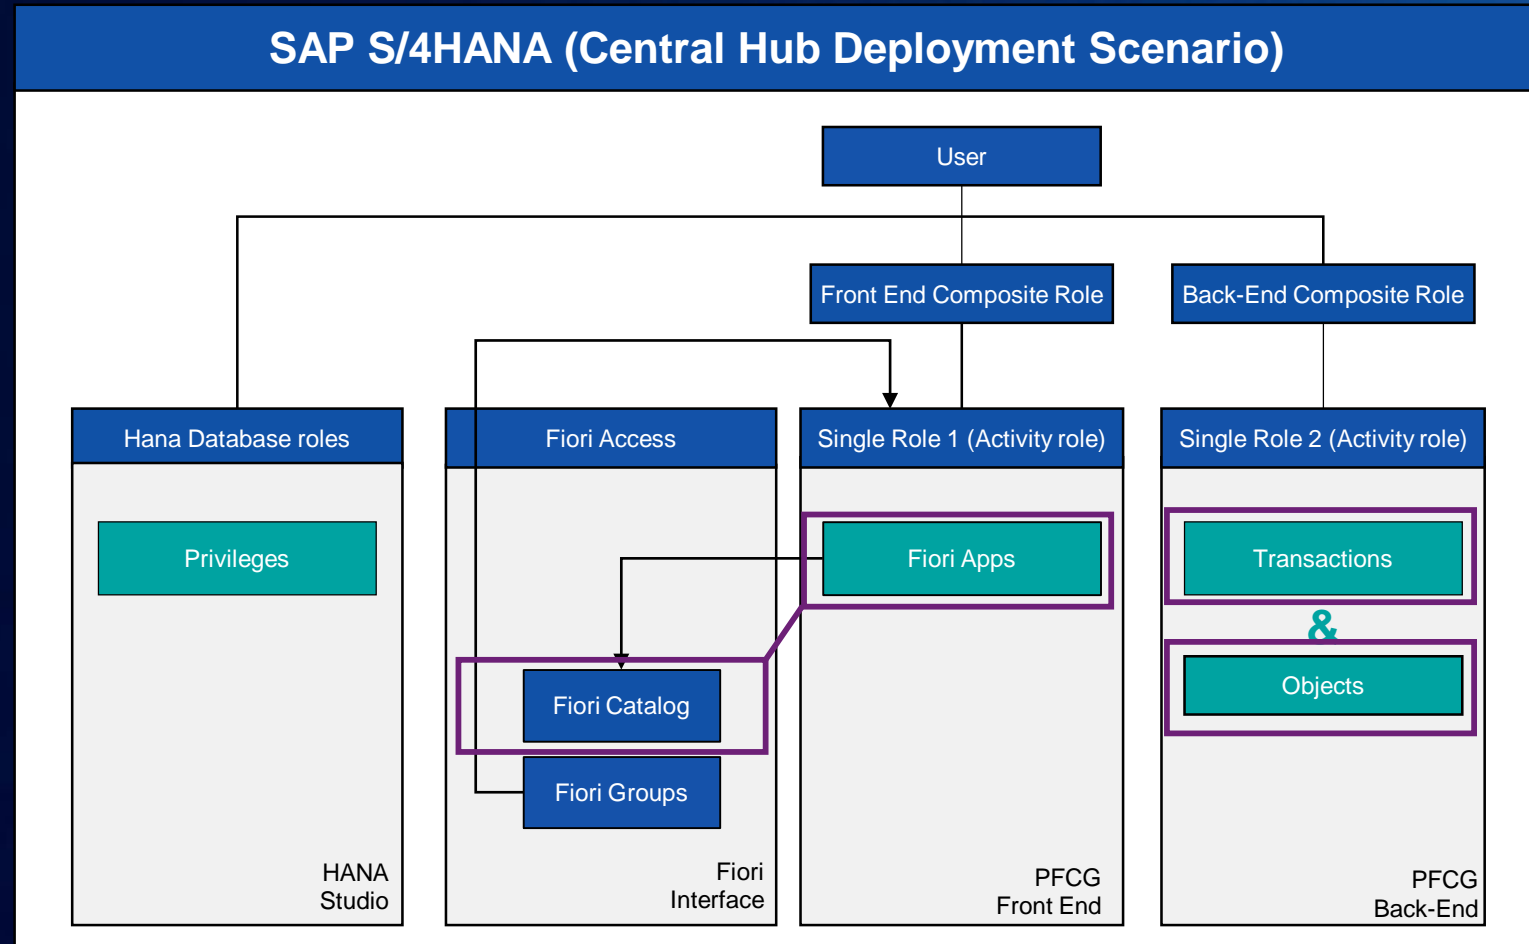 SAP S/4HANA (Central Hub Deployment Scenario)
User
Front End Composite Role
Back-End Composite Role
Hana Database roles
Fiori Access
Single Role 1 (Activity role)
Single Role 2 (Activity role)
Privileges
Fiori Apps
Transactions
&
Fiori Catalog
Objects
Fiori Groups
HANA
Studio
Fiori
Interface
PFCG
Front End
PFCG
Back-End